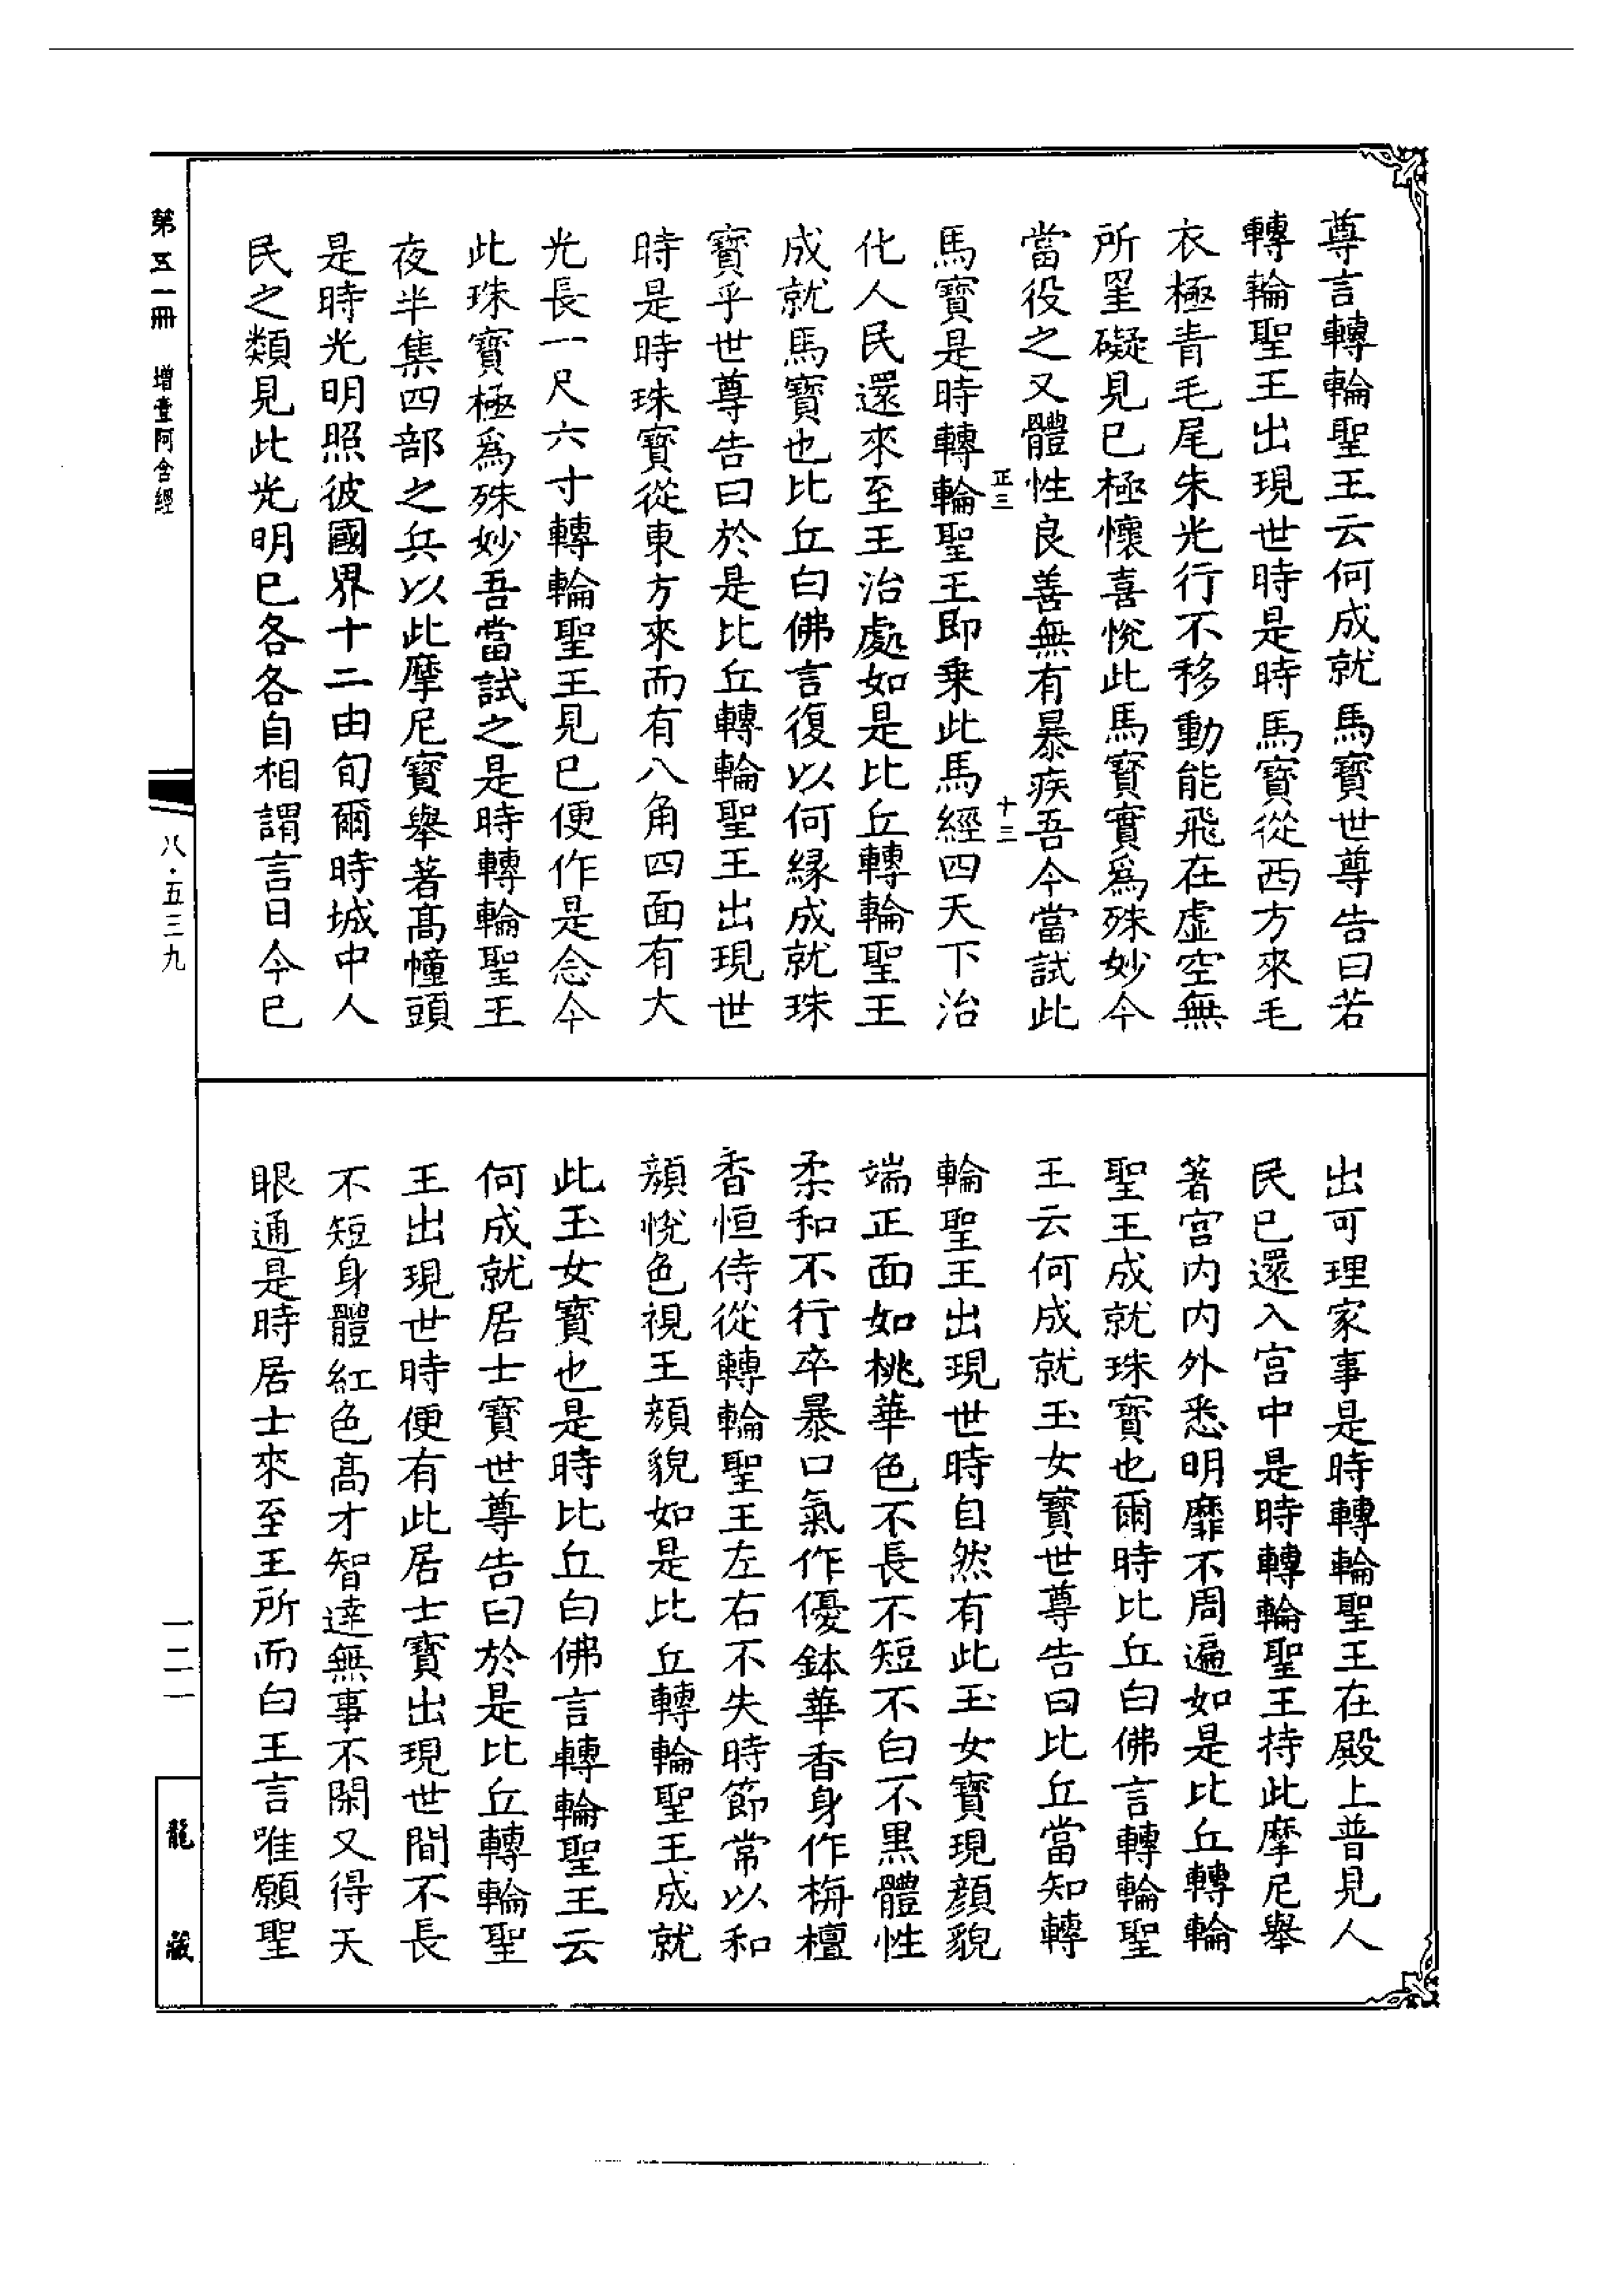 尊言轉輪聖王云何成就馬寶世尊告曰若
轉輪聖王出現世時是時馬寶從西方來毛
衣極青毛尾朱光行不移動能飛在虛空無
所罣礙見已極懷喜悅此馬寶實爲殊妙今
當役之又體性良善無有暴疾吾今當試此
正三
十三
馬寶是時轉輪聖王即乗此馬經四天下治
化人民還來至王治處如是比丘轉輪聖王
成就馬寶也比丘白佛言復以何緣成就珠
寶乎世尊告曰於是比丘轉輪聖王出現世
時是時珠寶從東方來而有八角四面有大
光長一尺六寸轉輪聖王見已便作是念今
此珠寶極爲殊妙吾當試之是時轉輪聖王
夜半集四部之兵以此摩尼寶舉著髙幢頭
是時光明照彼國界十二由旬爾時城中人
民之類見此光明已各各自相謂言日今已
出可理家事是時轉輪聖王在殿上普見人
民已還入宮中是時轉輪聖王持此摩尼舉
著宮内内外悉明靡不周遍如是比丘轉輪
聖王成就珠寶也爾時比丘白佛言轉輪聖
王云何成就玉女寶世尊告曰比丘當知轉
輪聖王出現世時自然有此玉女寶現顏貌
端正面如桃華色不長不短不白不黒體性
柔和不行卒暴口氣作優鉢華香身作栴檀
香恒侍從轉輪聖王左右不失時節常以和
顏悅色視王顏貌如是比丘轉輪聖王成就
此玉女寶也是時比丘白佛言轉輪聖王云
何成就居士寶世尊告曰於是比丘轉輪聖
王出現世時便有此居士寶出現世間不長
不短身體紅色髙才智達無事不閑又得天
眼通是時居士來至王所而白王言唯願聖
第五一冊　增壹阿含經
八·五三九
一二一
龍藏